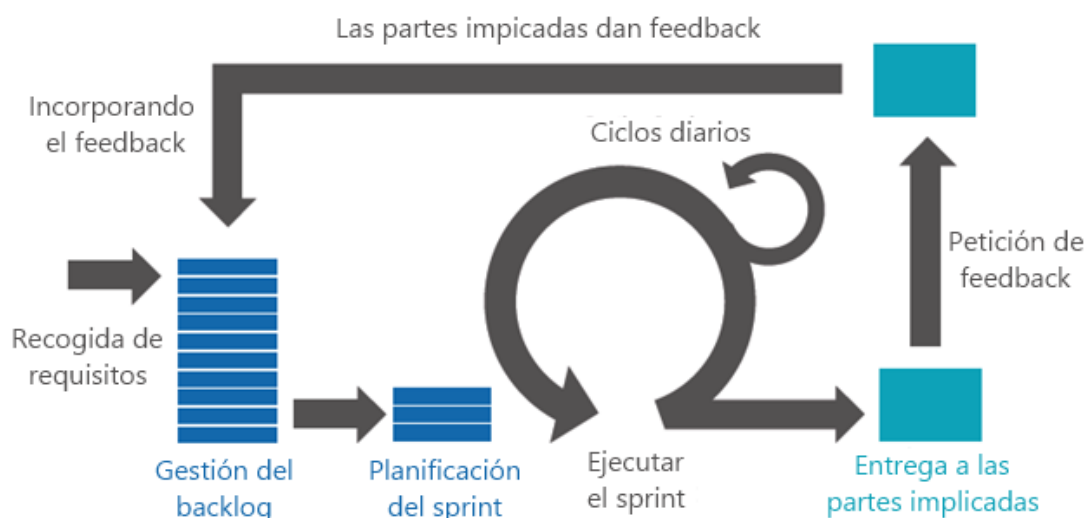 Las partes impicadas dan feedback
Incorporando
el feedback
Ciclos diarios
Petición de
feedback
Recogida de
requisitos
Gestión del
backlog
Planificación
del sprint
Ejecutar
el sprint
Entrega a las
partes implicadas